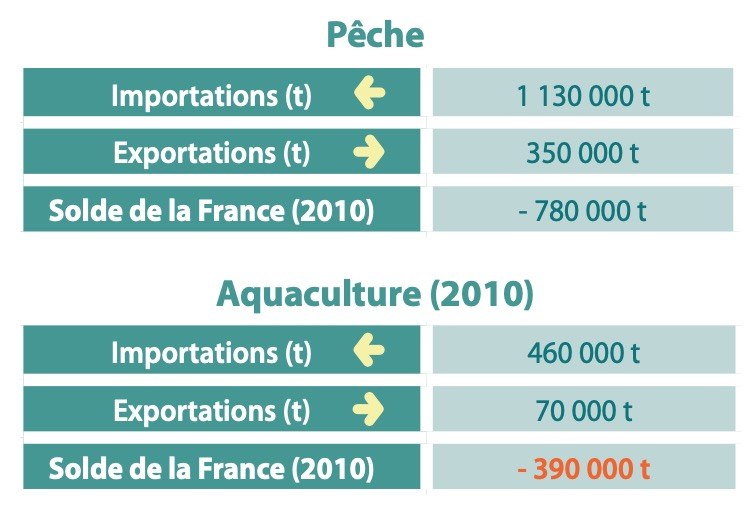 Pêche
Importations (t) 1 130 000 t
Exportations (t) 350 000 t
Solde de la France (2010) - 780 000 t
Aquaculture (2010)
Importations (t) 460 000 t
Exportations (t) 70 000 t
Solde de la France (2010) - 390 000 t